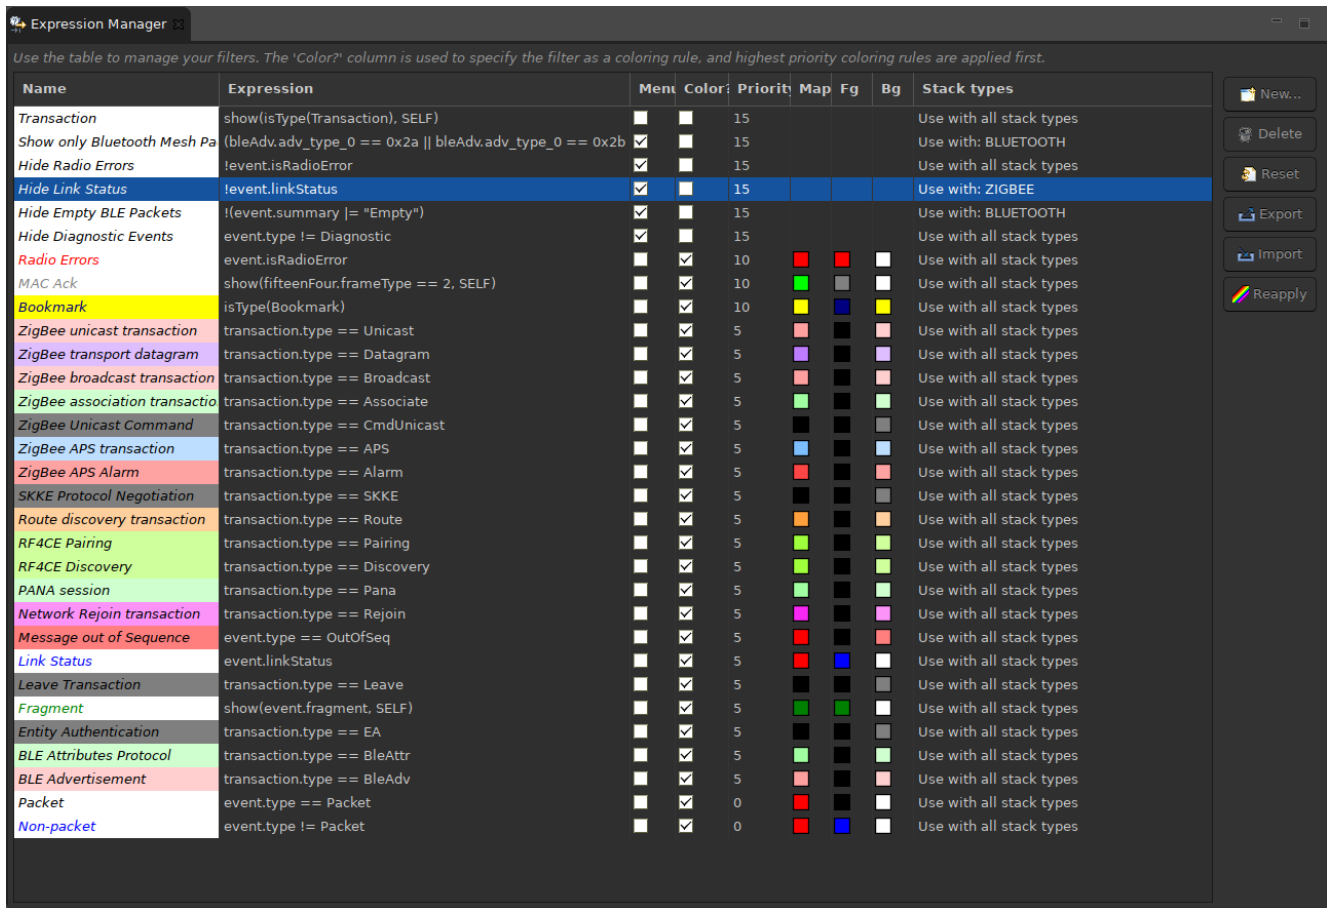 Expression Manager
Use the table to manage your filters. The 'Color?' column is used to specify the filter as a coloring rule, and highest priority coloring rules are applied first.
Name Expression Menu Color? Priority Map Fg Bg Stack types
Transaction show(isType(Transaction), SELF) 15 Use with all stack types
Show only Bluetooth Mesh Pa (bleAdv.adv_type_0 == 0x2a || bleAdv.adv_type_0 == 0x2b 15 Use with: BLUETOOTH
Hide Radio Errors !event.isRadioError 15 Use with all stack types
Hide Link Status !event.linkStatus 15 Use with: ZIGBEE
Hide Empty BLE Packets !(event.summary |= "Empty") 15 Use with: BLUETOOTH
Hide Diagnostic Events event.type != Diagnostic 15 Use with all stack types
Radio Errors event.isRadioError 10 Use with all stack types
MAC Ack show(fifteenFour.frameType == 2, SELF) 10 Use with all stack types
Bookmark isType(Bookmark) 10 Use with all stack types
ZigBee unicast transaction transaction.type == Unicast 5 Use with all stack types
ZigBee transport datagram transaction.type == Datagram 5 Use with all stack types
ZigBee broadcast transaction transaction.type == Broadcast 5 Use with all stack types
ZigBee association transactio transaction.type == Associate 5 Use with all stack types
ZigBee Unicast Command transaction.type == CmdUnicast 5 Use with all stack types
ZigBee APS transaction transaction.type == APS 5 Use with all stack types
ZigBee APS Alarm transaction.type == Alarm 5 Use with all stack types
SKKE Protocol Negotiation transaction.type == SKKE 5 Use with all stack types
Route discovery transaction transaction.type == Route 5 Use with all stack types
RF4CE Pairing transaction.type == Pairing 5 Use with all stack types
RF4CE Discovery transaction.type == Discovery 5 Use with all stack types
PANA session transaction.type == Pana 5 Use with all stack types
Network Rejoin transaction transaction.type == Rejoin 5 Use with all stack types
Message out of Sequence event.type == OutOfSeq 5 Use with all stack types
Link Status event.linkStatus 5 Use with all stack types
Leave Transaction transaction.type == Leave 5 Use with all stack types
Fragment show(event.fragment, SELF) 5 Use with all stack types
Entity Authentication transaction.type == EA 5 Use with all stack types
BLE Attributes Protocol transaction.type == BleAttr 5 Use with all stack types
BLE Advertisement transaction.type == BleAdv 5 Use with all stack types
Packet event.type == Packet 0 Use with all stack types
Non-packet event.type != Packet 0 Use with all stack types
New...
Delete
Reset
Export
Import
Reapply